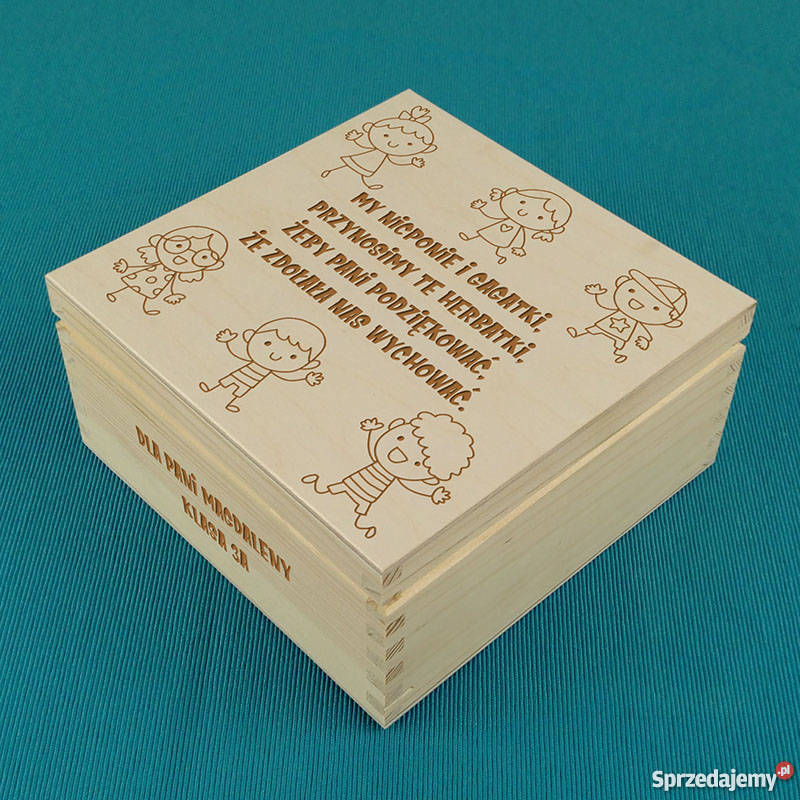 MY NICPONIE I GAGATKI,
PRZYNOSIMY TE HERBATKI,
ŻEBY PANI PODZIĘKOWAĆ,
ŻE ZDOŁAŁA NAS WYCHOWAĆ.
DLA PANI MAGDALENY
KLASA 3A
Sprzedajemy.pl